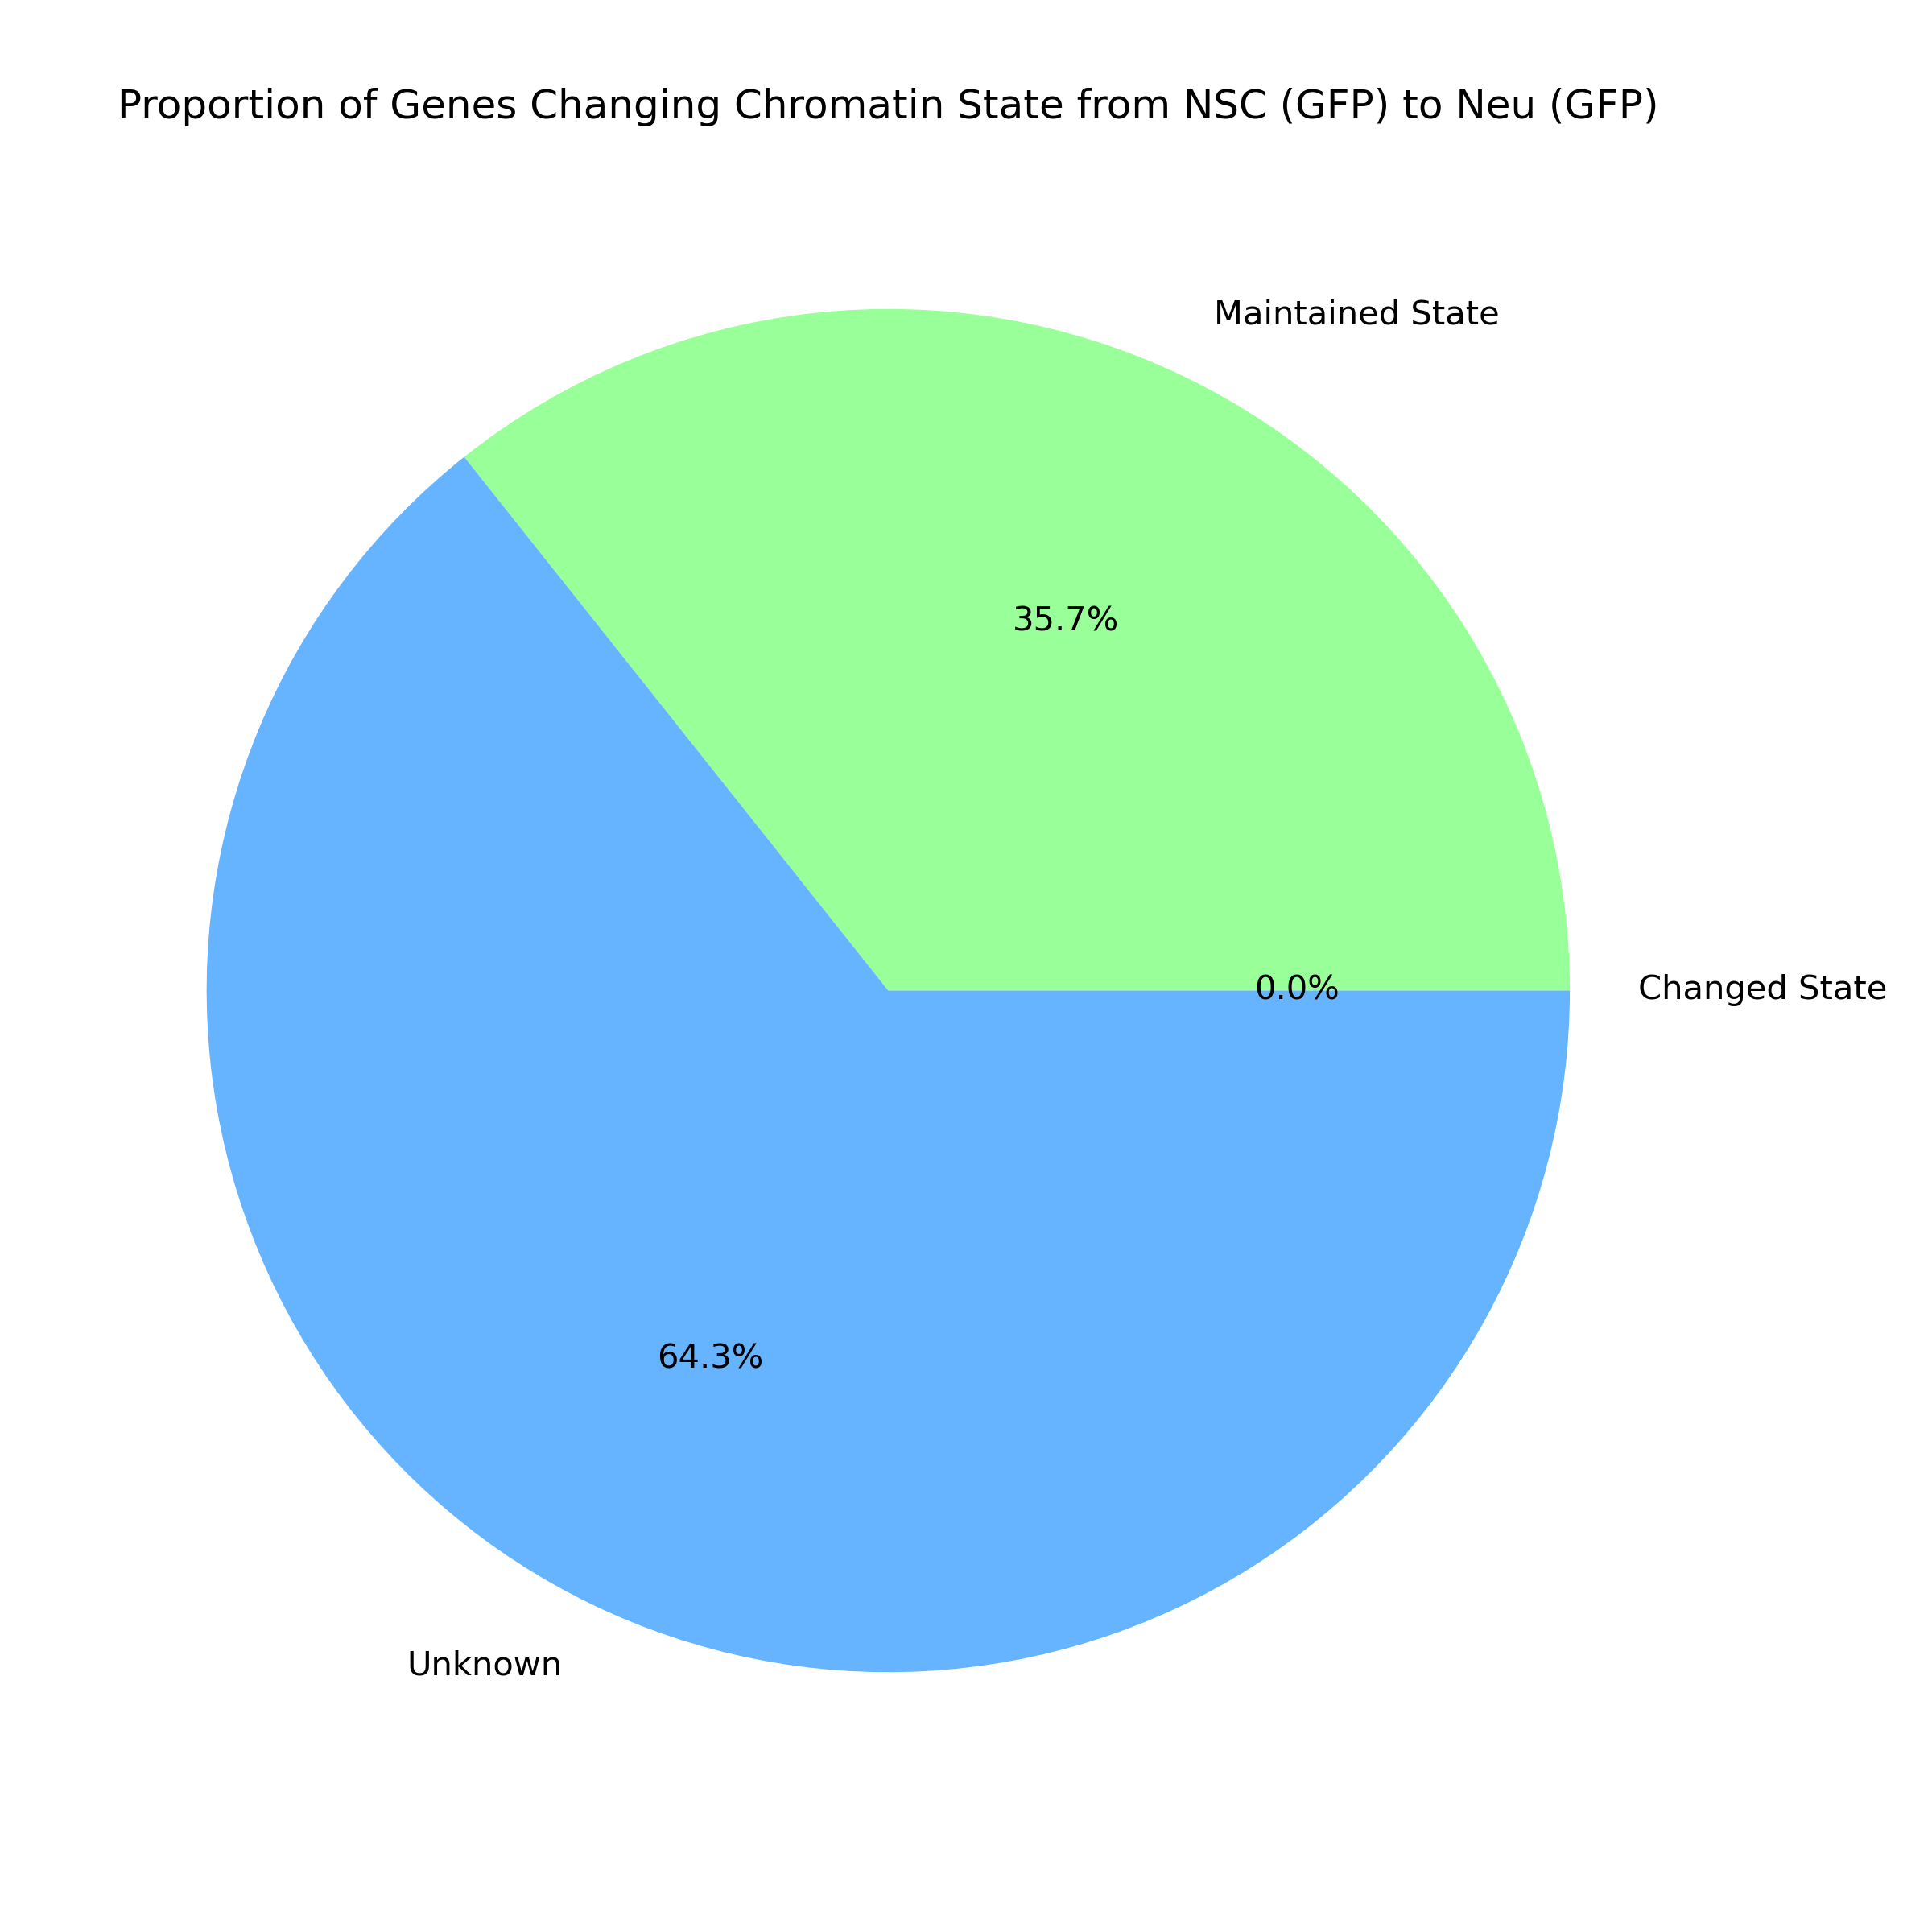 Proportion of Genes Changing Chromatin State from NSC (GFP) to Neu (GFP)
Maintained State
35.7%
0.0%
Changed State
64.3%
Unknown